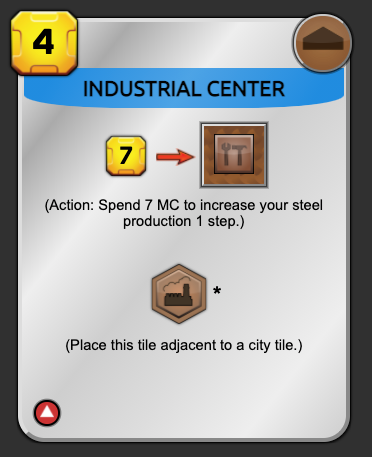 4
INDUSTRIAL CENTER
7
(Action: Spend 7 MC to increase your steel
production 1 step.)
*
(Place this tile adjacent to a city tile.)